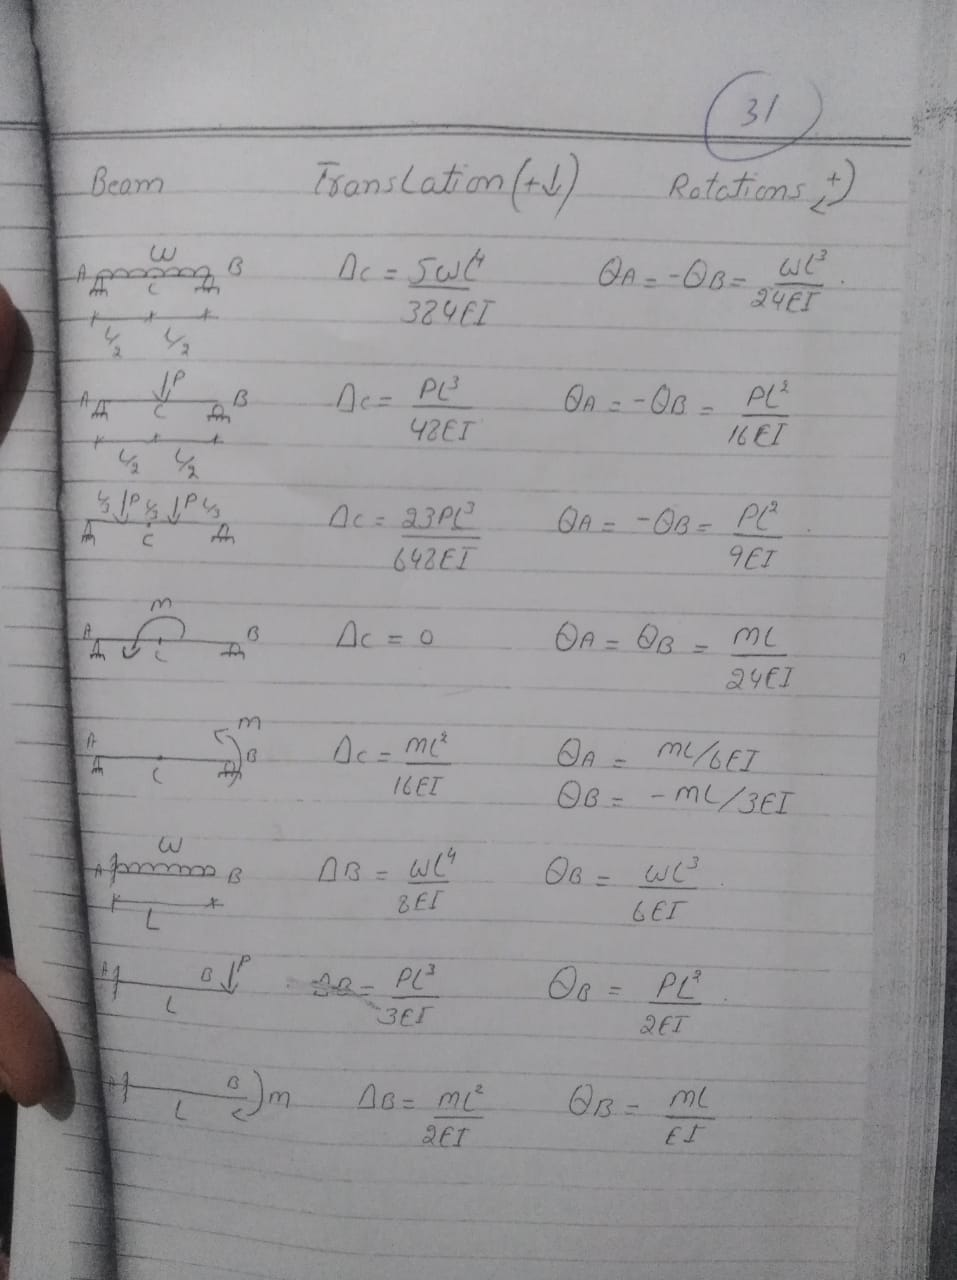 31
Beam Translation (+↓) Rotations (+)
A W B ΔC = 5wL⁴/384EI θA = -θB = wL³/24EI
C
L/2 L/2
A ↓P B ΔC = PL³/48EI θA = -θB = PL²/16EI
C
L/2 L/2
L/3 ↓P L/3 ↓P L/3 ΔC = 23PL³/648EI θA = -θB = PL²/9EI
C
m
A B ΔC = 0 θA = θB = mL/24EI
C
m
A B ΔC = mL²/16EI θA = mL/6EI
C θB = -mL/3EI
W
A B ΔB = wL⁴/8EI θB = wL³/6EI
L
A B ↓P ΔB = PL³/3EI θB = PL²/2EI
L
A B m ΔB = mL²/2EI θB = mL/EI
L